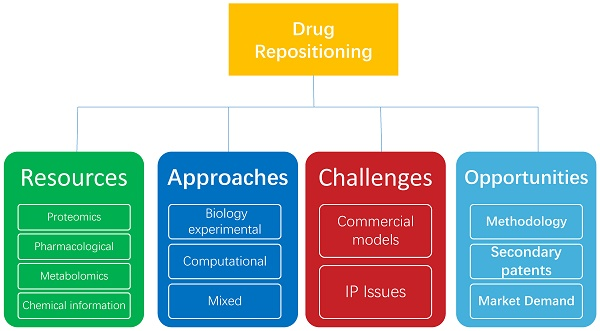 Drug
Repositioning
Resources
Proteomics
Pharmacological
Metabolomics
Chemical information
Approaches
Biology
experimental
Computational
Mixed
Challenges
Commercial
models
IP Issues
Opportunities
Methodology
Secondary
patents
Market Demand